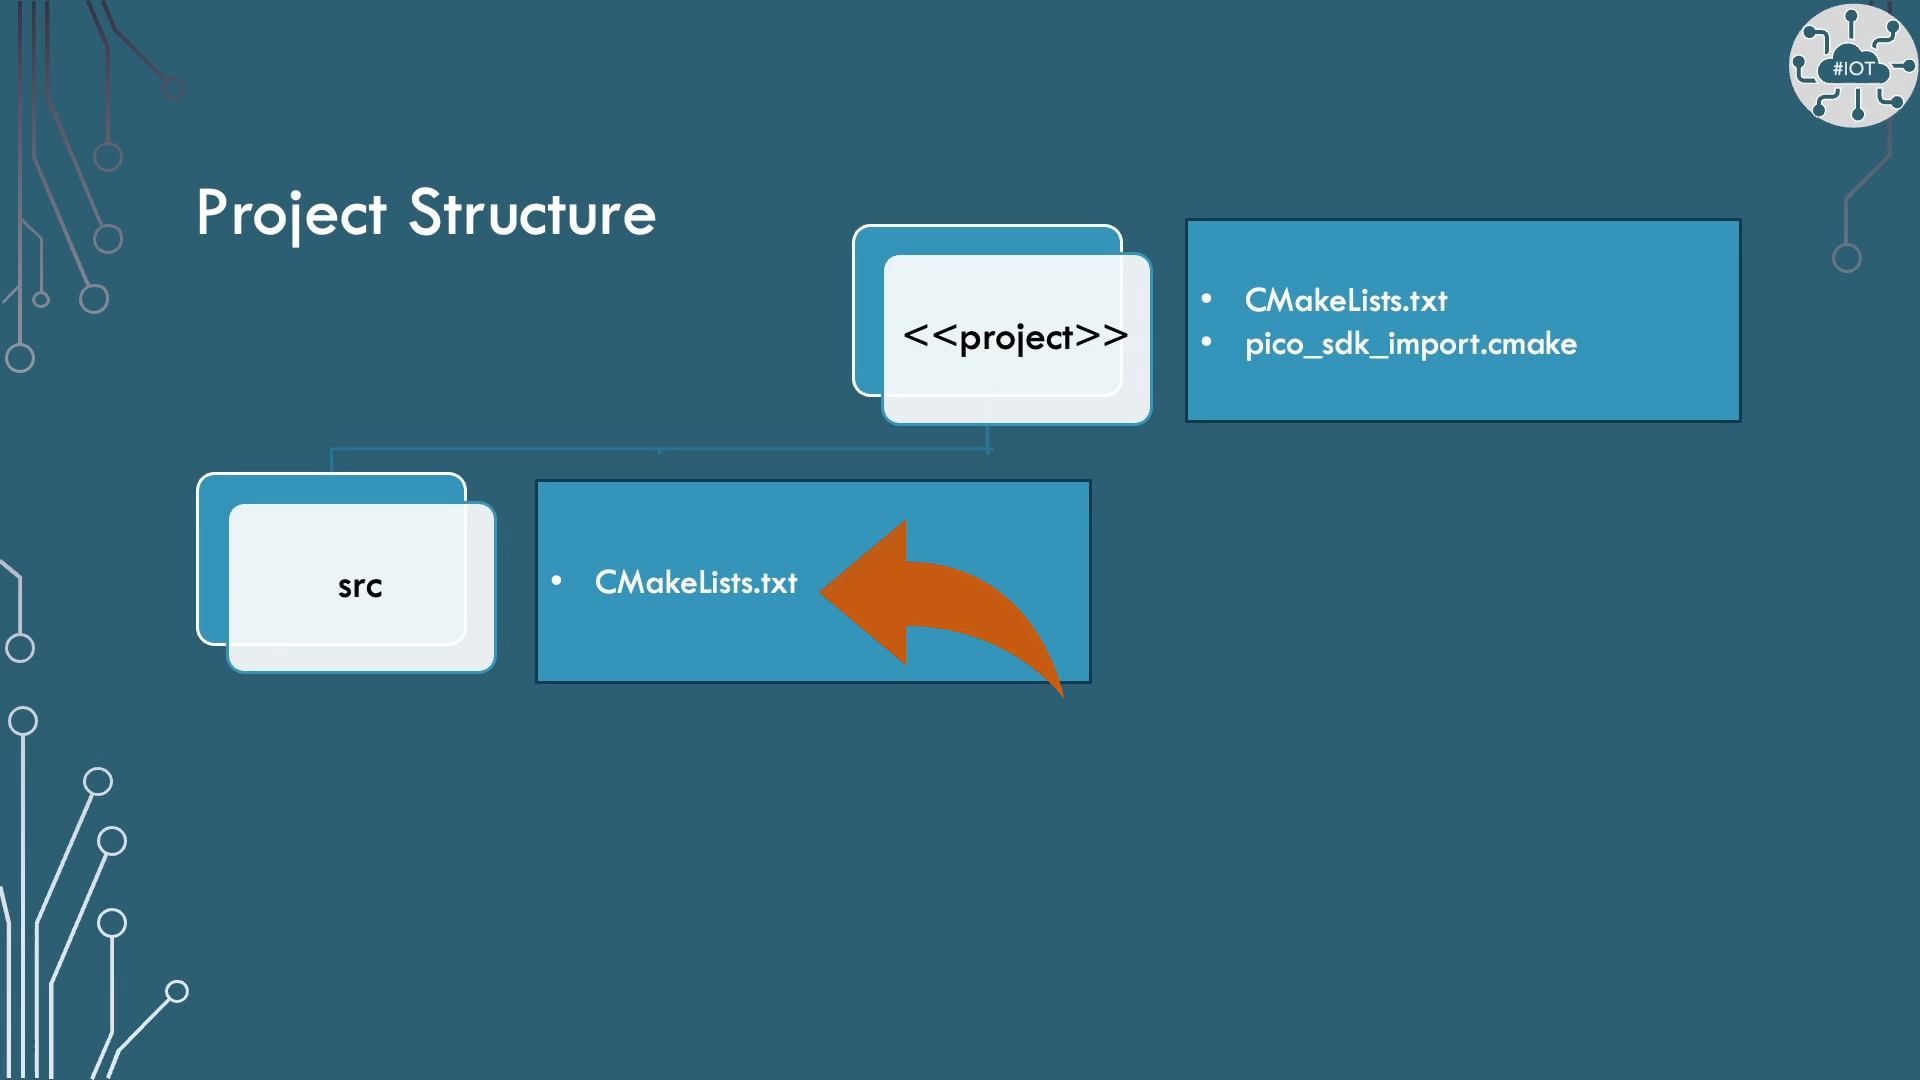 #IOT
Project Structure
<<project>>
• CMakeLists.txt
• pico_sdk_import.cmake
src
• CMakeLists.txt